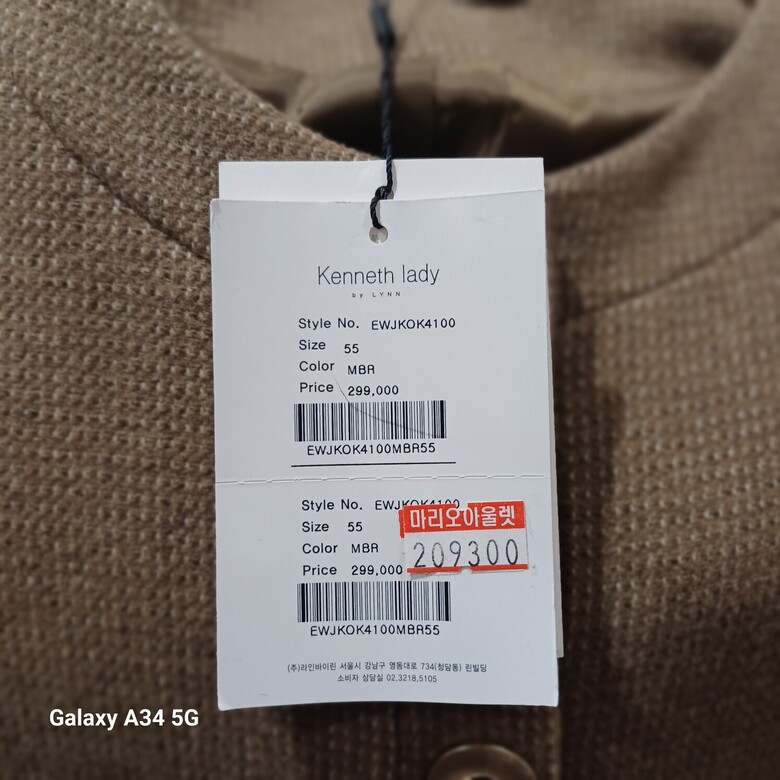 Kenneth lady
by LYNN
Style No. EWJKOK4100
Size 55
Color MBR
Price 299,000
EWJKOK4100MBR55
Style No. EWJKOK4100
마리오아울렛
Size 55
Color MBR
209300
Price 299,000
EWJKOK4100MBR55
(주)라인바이린 서울시 강남구 영동대로 734(청담동) 린빌딩
소비자 상담실 02.3218.5105
Galaxy A34 5G